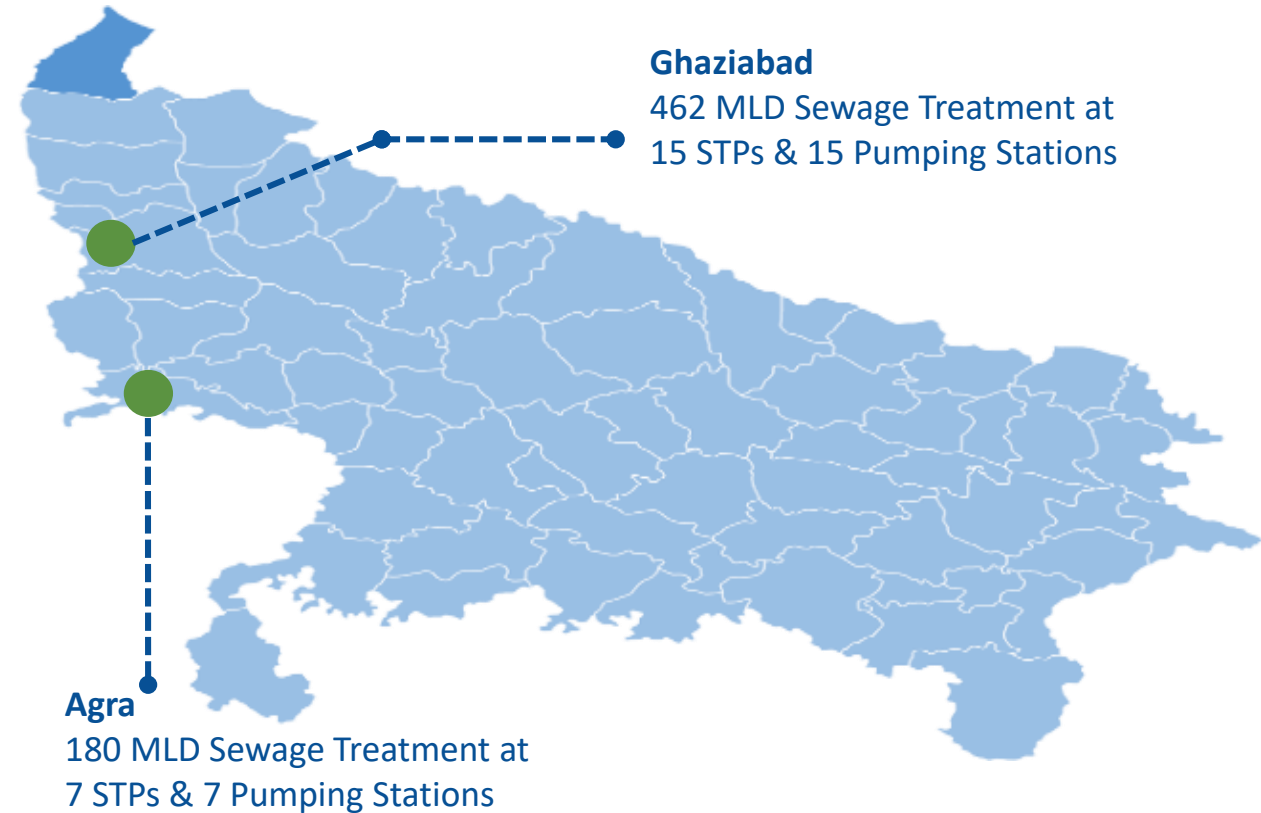 Ghaziabad
462 MLD Sewage Treatment at
15 STPs & 15 Pumping Stations
Agra
180 MLD Sewage Treatment at
7 STPs & 7 Pumping Stations